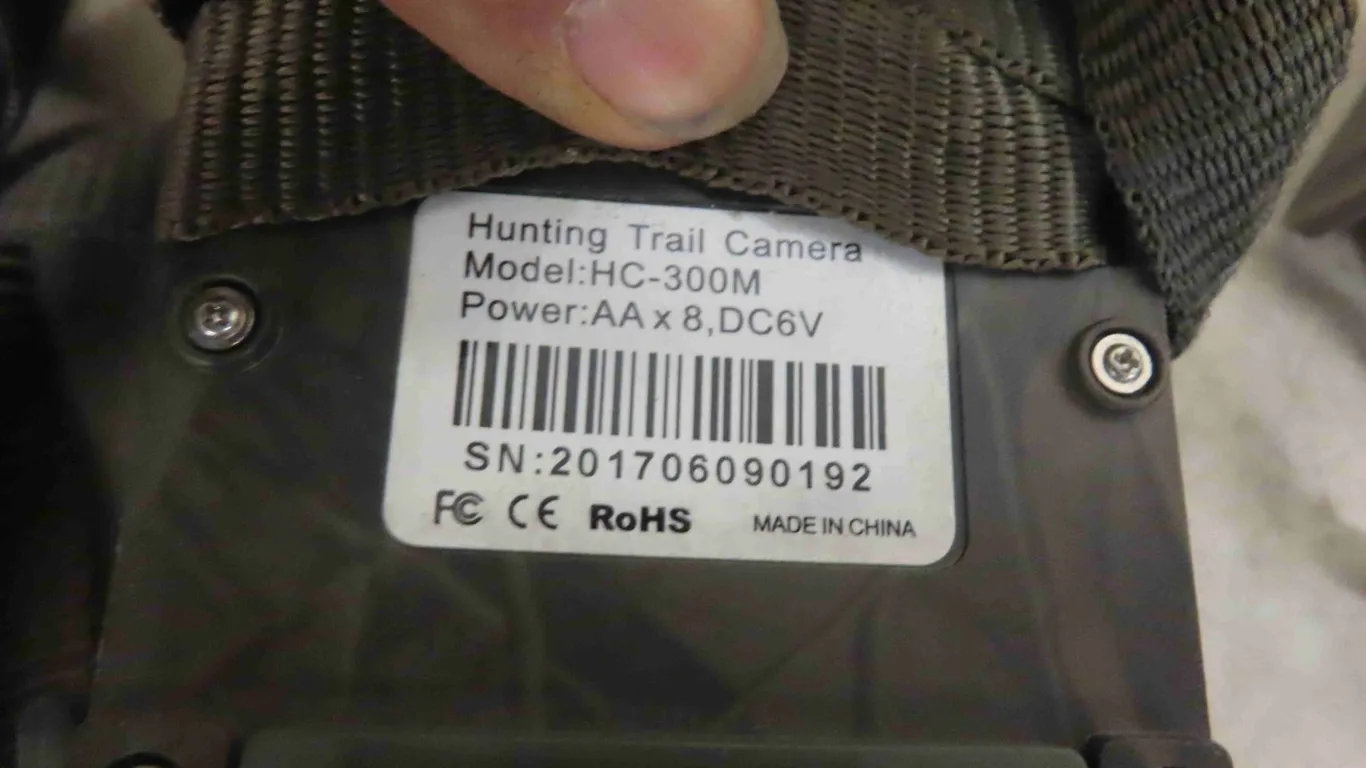 Hunting Trail Camera
Model:HC-300M
Power:AA x 8,DC6V
SN:201706090192
FC CE RoHS MADE IN CHINA